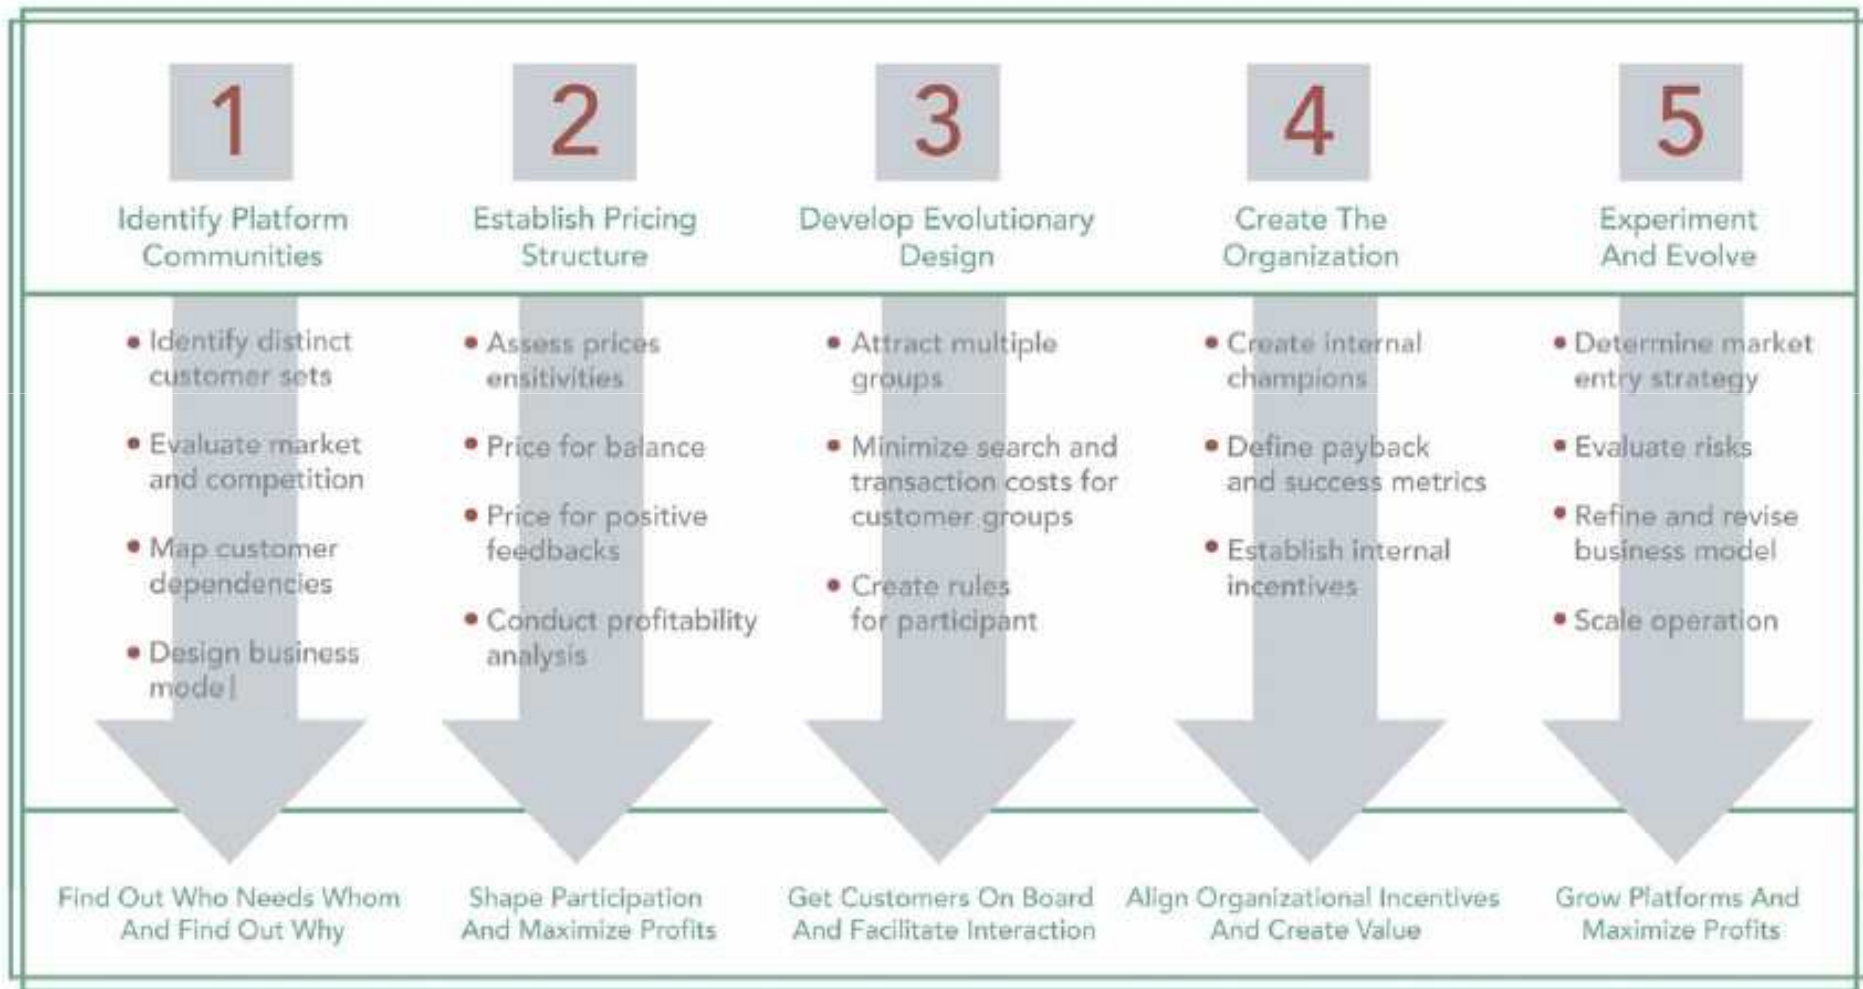 1
Identify Platform
Communities
• Identify distinct
customer sets
• Evaluate market
and competition
• Map customer
dependencies
• Design business
mode|
Find Out Who Needs Whom
And Find Out Why
2
Establish Pricing
Structure
• Assess prices
ensitivities
• Price for balance
• Price for positive
feedbacks
• Conduct profitability
analysis
Shape Participation
And Maximize Profits
3
Develop Evolutionary
Design
• Attract multiple
groups
• Minimize search and
transaction costs for
customer groups
• Create rules
for participant
Get Customers On Board
And Facilitate Interaction
4
Create The
Organization
• Create internal
champions
• Define payback
and success metrics
• Establish internal
incentives
Align Organizational Incentives
And Create Value
5
Experiment
And Evolve
• Determine market
entry strategy
• Evaluate risks
• Refine and revise
business model
• Scale operation
Grow Platforms And
Maximize Profits